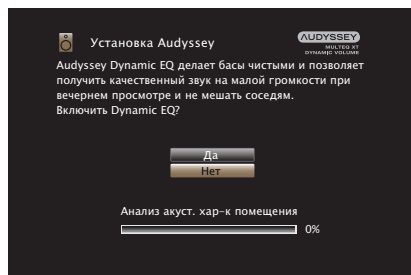 Установка Audyssey
AUDYSSEY
MULTEQ XT
DYNAMIC VOLUME
Audyssey Dynamic EQ делает басы чистыми и позволяет
получить качественный звук на малой громкости при
вечернем просмотре и не мешать соседям.
Включить Dynamic EQ?
Да
Нет
Анализ акуст. хар-к помещения
0%